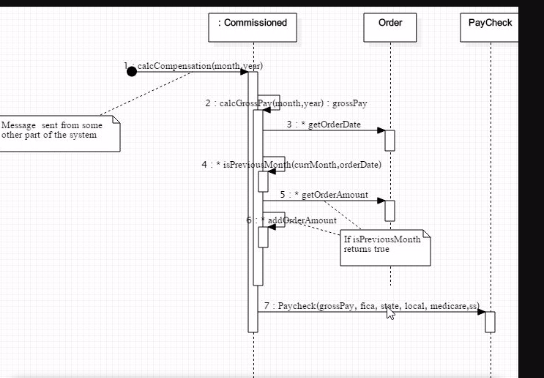 : Commissioned
Order
PayCheck
1 : calcCompensation(month,year)
2 : calcGrossPay(month,year) : grossPay
Message sent from some
other part of the system
3 : * getOrderDate
4 : * isPreviousMonth(currMonth,orderDate)
5 : * getOrderAmount
6 : * addOrderAmount
If isPreviousMonth
returns true
7 : Paycheck(grossPay, fica, state, local, medicare,ss)